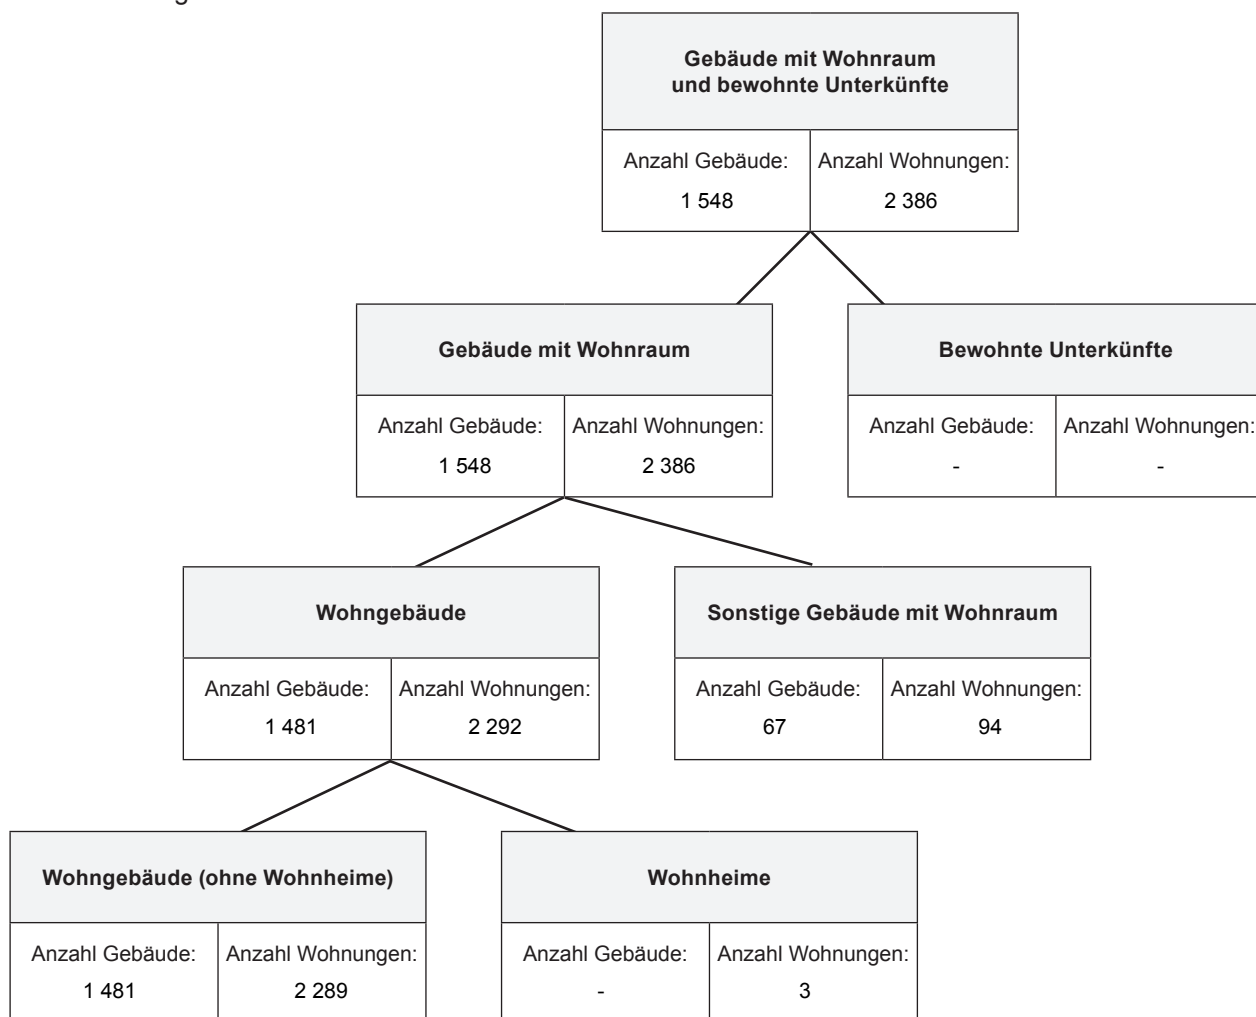 Gebäude mit Wohnraum
und bewohnte Unterkünfte
Anzahl Gebäude: Anzahl Wohnungen:
1 548 2 386
Gebäude mit Wohnraum
Anzahl Gebäude: Anzahl Wohnungen:
1 548 2 386
Bewohnte Unterkünfte
Anzahl Gebäude: Anzahl Wohnungen:
- -
Wohngebäude
Anzahl Gebäude: Anzahl Wohnungen:
1 481 2 292
Sonstige Gebäude mit Wohnraum
Anzahl Gebäude: Anzahl Wohnungen:
67 94
Wohngebäude (ohne Wohnheime)
Anzahl Gebäude: Anzahl Wohnungen:
1 481 2 289
Wohnheime
Anzahl Gebäude: Anzahl Wohnungen:
- 3